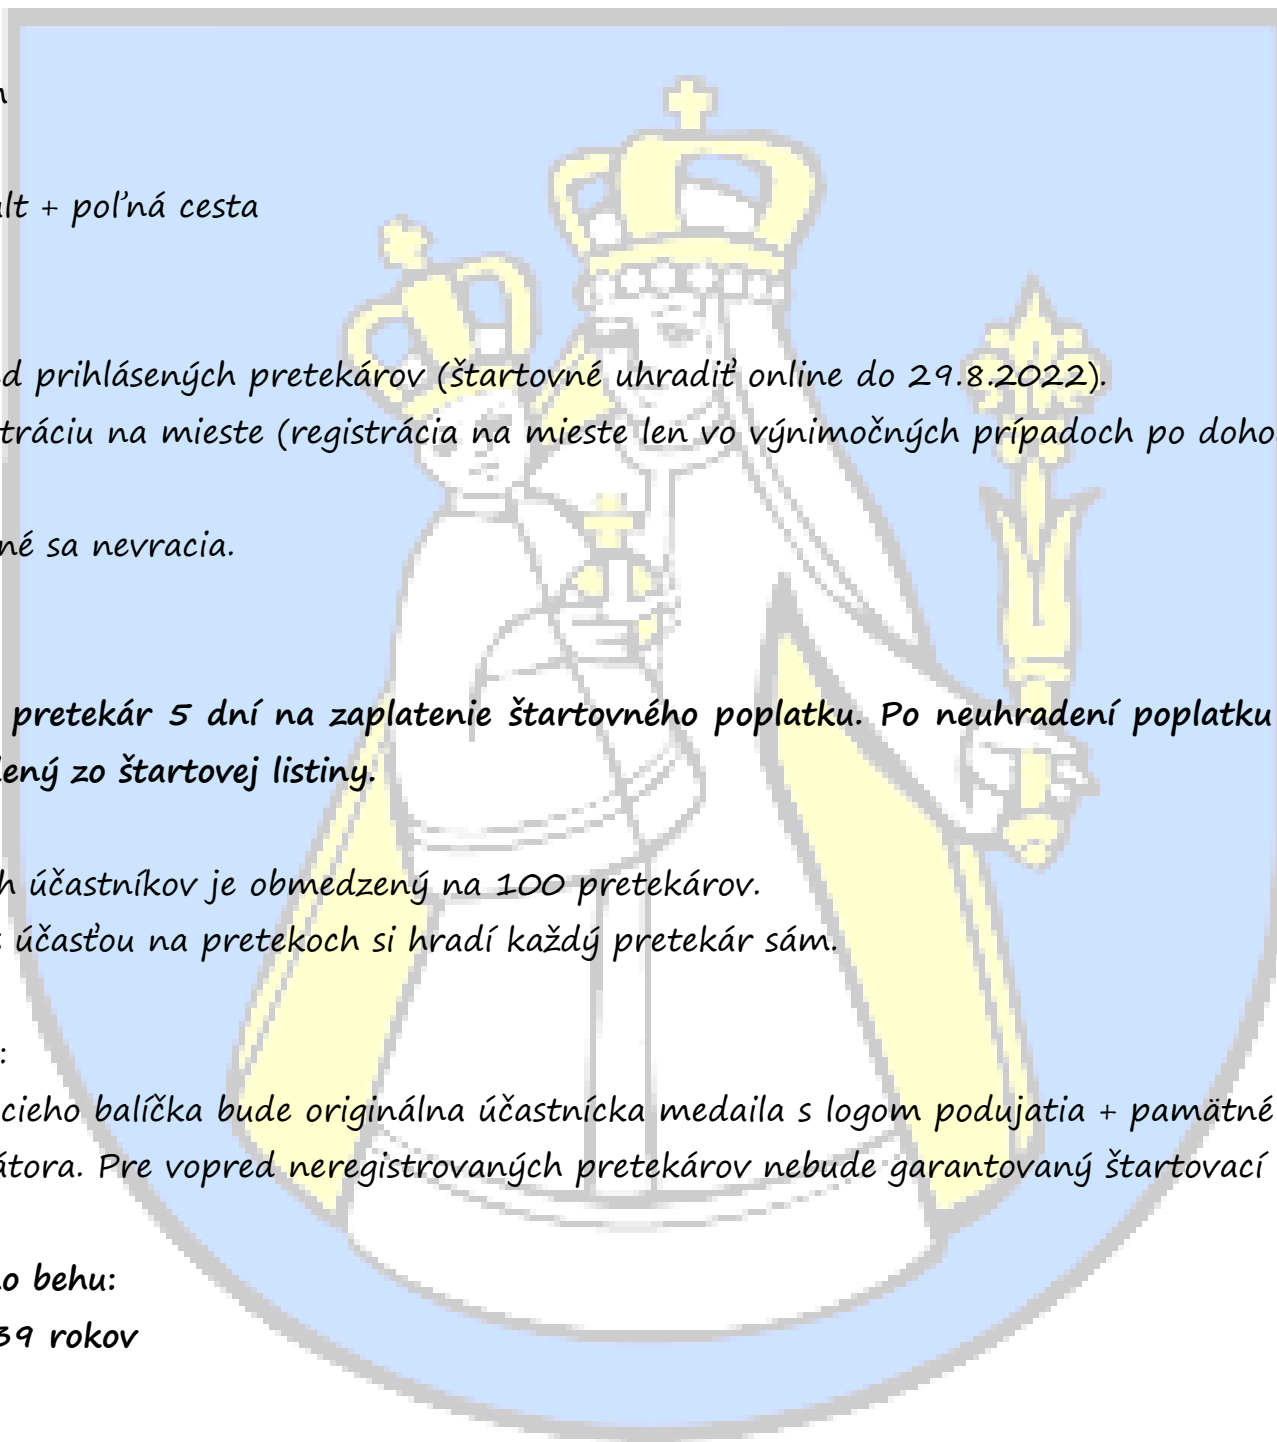 lt + poľná cesta
d prihlásených pretekárov (štartovné uhradiť online do 29.8.2022).
tráciu na mieste (registrácia na mieste len vo výnimočných prípadoch po doho
né sa nevracia.
pretekár 5 dní na zaplatenie štartovného poplatku. Po neuhradení poplatku
lený zo štartovej listiny.
h účastníkov je obmedzený na 100 pretekárov.
účasťou na pretekoch si hradí každý pretekár sám.
:
cieho balíčka bude originálna účastnícka medaila s logom podujatia + pamätné
átora. Pre vopred neregistrovaných pretekárov nebude garantovaný štartovací
o behu:
39 rokov